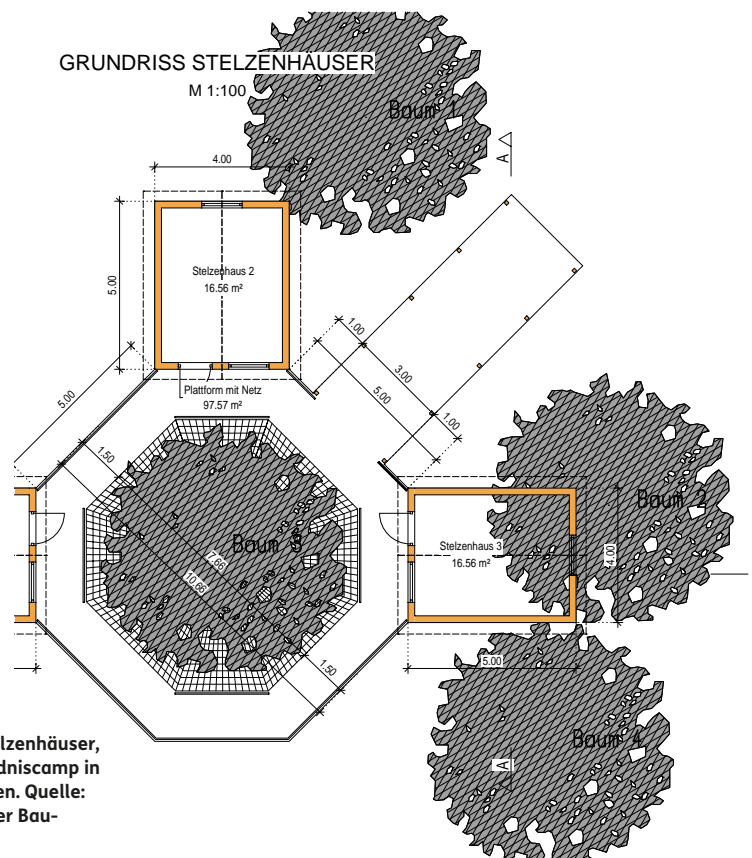 GRUNDRISS STELZENHÄUSER
M 1:100
Baum 1
A
4.00
5.00
Stelzenhaus 2
16.56 m²
1.00
3.00
5.00
1.00
Plattform mit Netz
97.57 m²
5.00
1.50
Baum 3
7.66
10.66
1.50
Baum 2
Stelzenhaus 3
16.56 m²
4.00
5.00
Baum 4
A
lzenhäuser,
dniscamp in
en. Quelle:
er Bau-